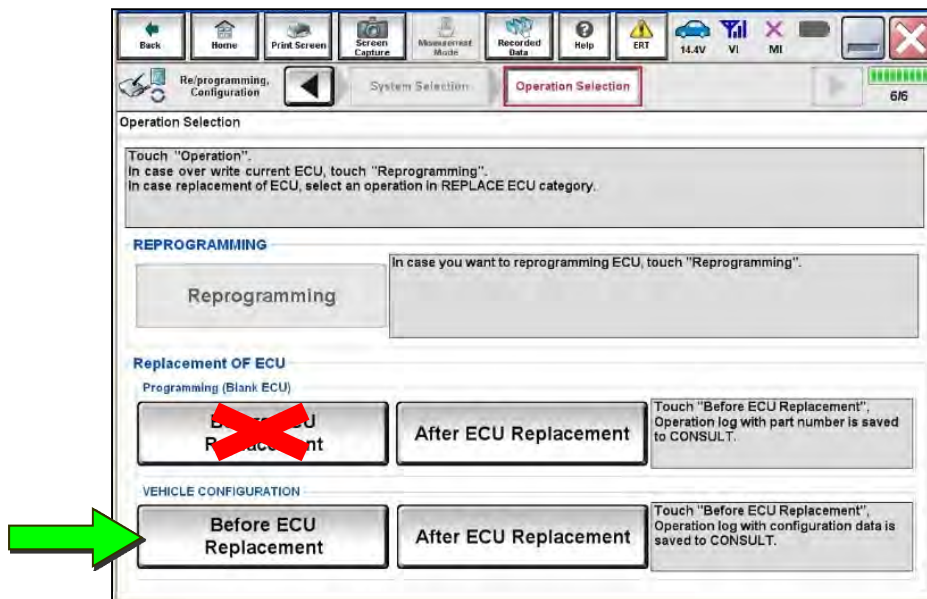 Back
Home
Print Screen
Screen
Capture
Measurement
Mode
Recorded
Data
Help
ERT
14.4V
VI
MI
Re/programming,
Configuration
System Selection
Operation Selection
6/6
Operation Selection
Touch "Operation".
In case over write current ECU, touch "Reprogramming".
In case replacement of ECU, select an operation in REPLACE ECU category.
REPROGRAMMING
Reprogramming
In case you want to reprogramming ECU, touch "Reprogramming".
Replacement OF ECU
Programming (Blank ECU)
Before ECU
Replacement
After ECU Replacement
Touch "Before ECU Replacement",
Operation log with part number is saved
to CONSULT.
VEHICLE CONFIGURATION
Before ECU
Replacement
After ECU Replacement
Touch "Before ECU Replacement",
Operation log with configuration data is
saved to CONSULT.